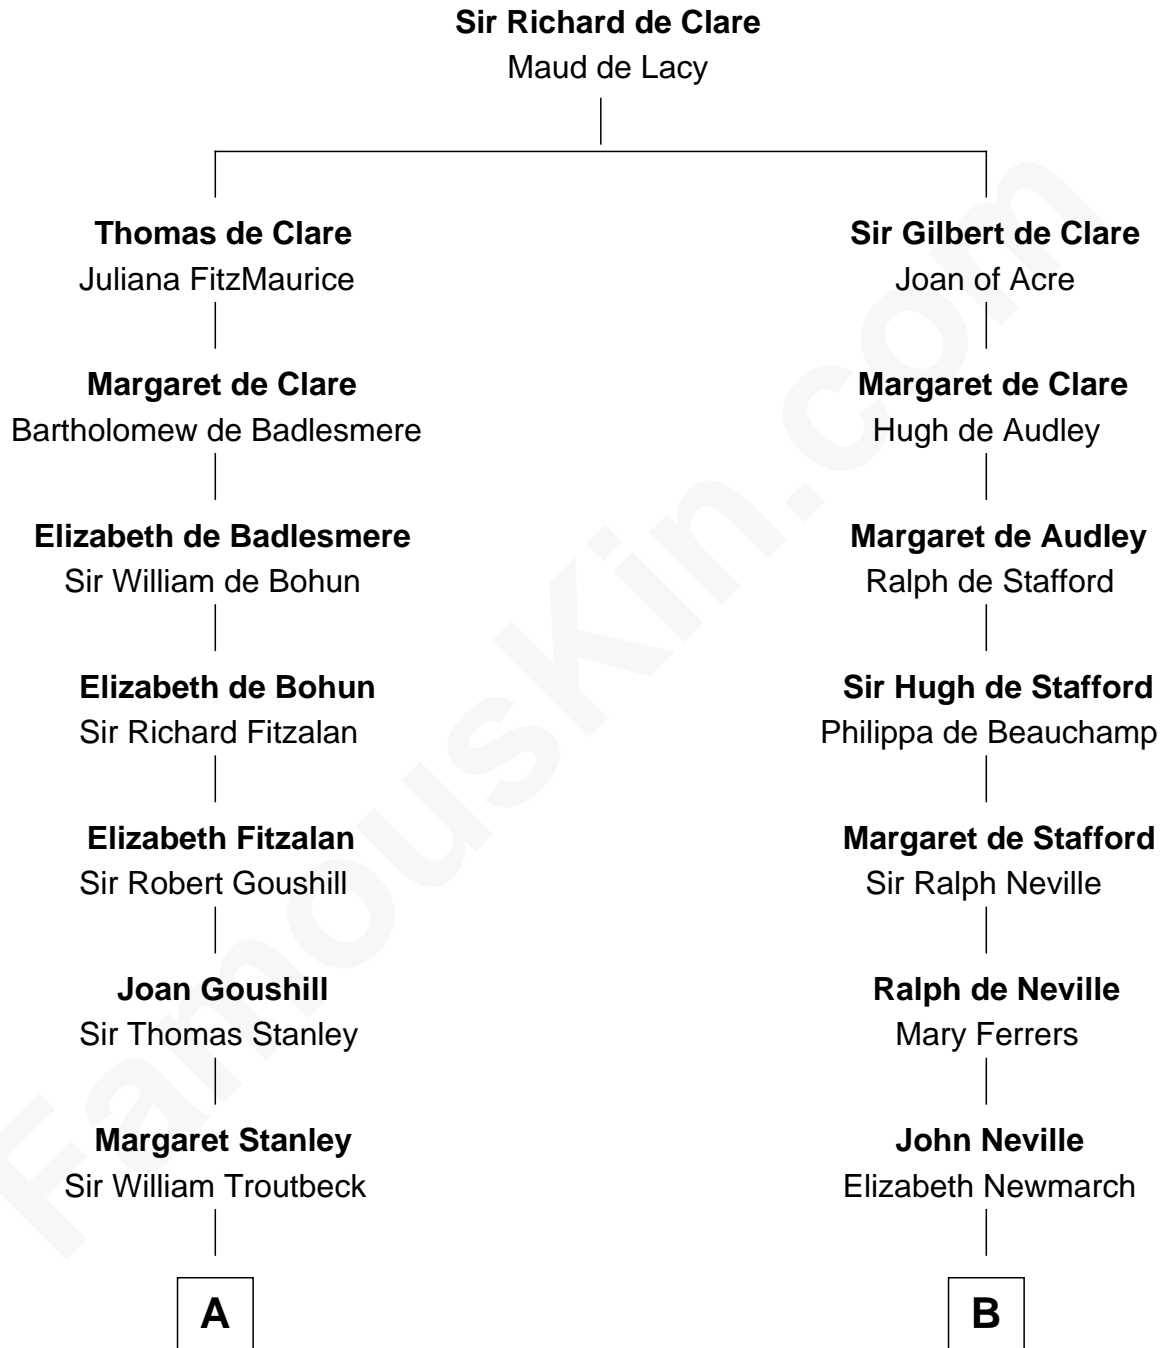 Sir Richard de Clare
Maud de Lacy
Thomas de Clare
Juliana FitzMaurice
Margaret de Clare
Bartholomew de Badlesmere
Elizabeth de Badlesmere
Sir William de Bohun
Elizabeth de Bohun
Sir Richard Fitzalan
Elizabeth Fitzalan
Sir Robert Goushill
Joan Goushill
Sir Thomas Stanley
Margaret Stanley
Sir William Troutbeck
A
Sir Gilbert de Clare
Joan of Acre
Margaret de Clare
Hugh de Audley
Margaret de Audley
Ralph de Stafford
Sir Hugh de Stafford
Philippa de Beauchamp
Margaret de Stafford
Sir Ralph Neville
Ralph de Neville
Mary Ferrers
John Neville
Elizabeth Newmarch
B
FamousKin.com